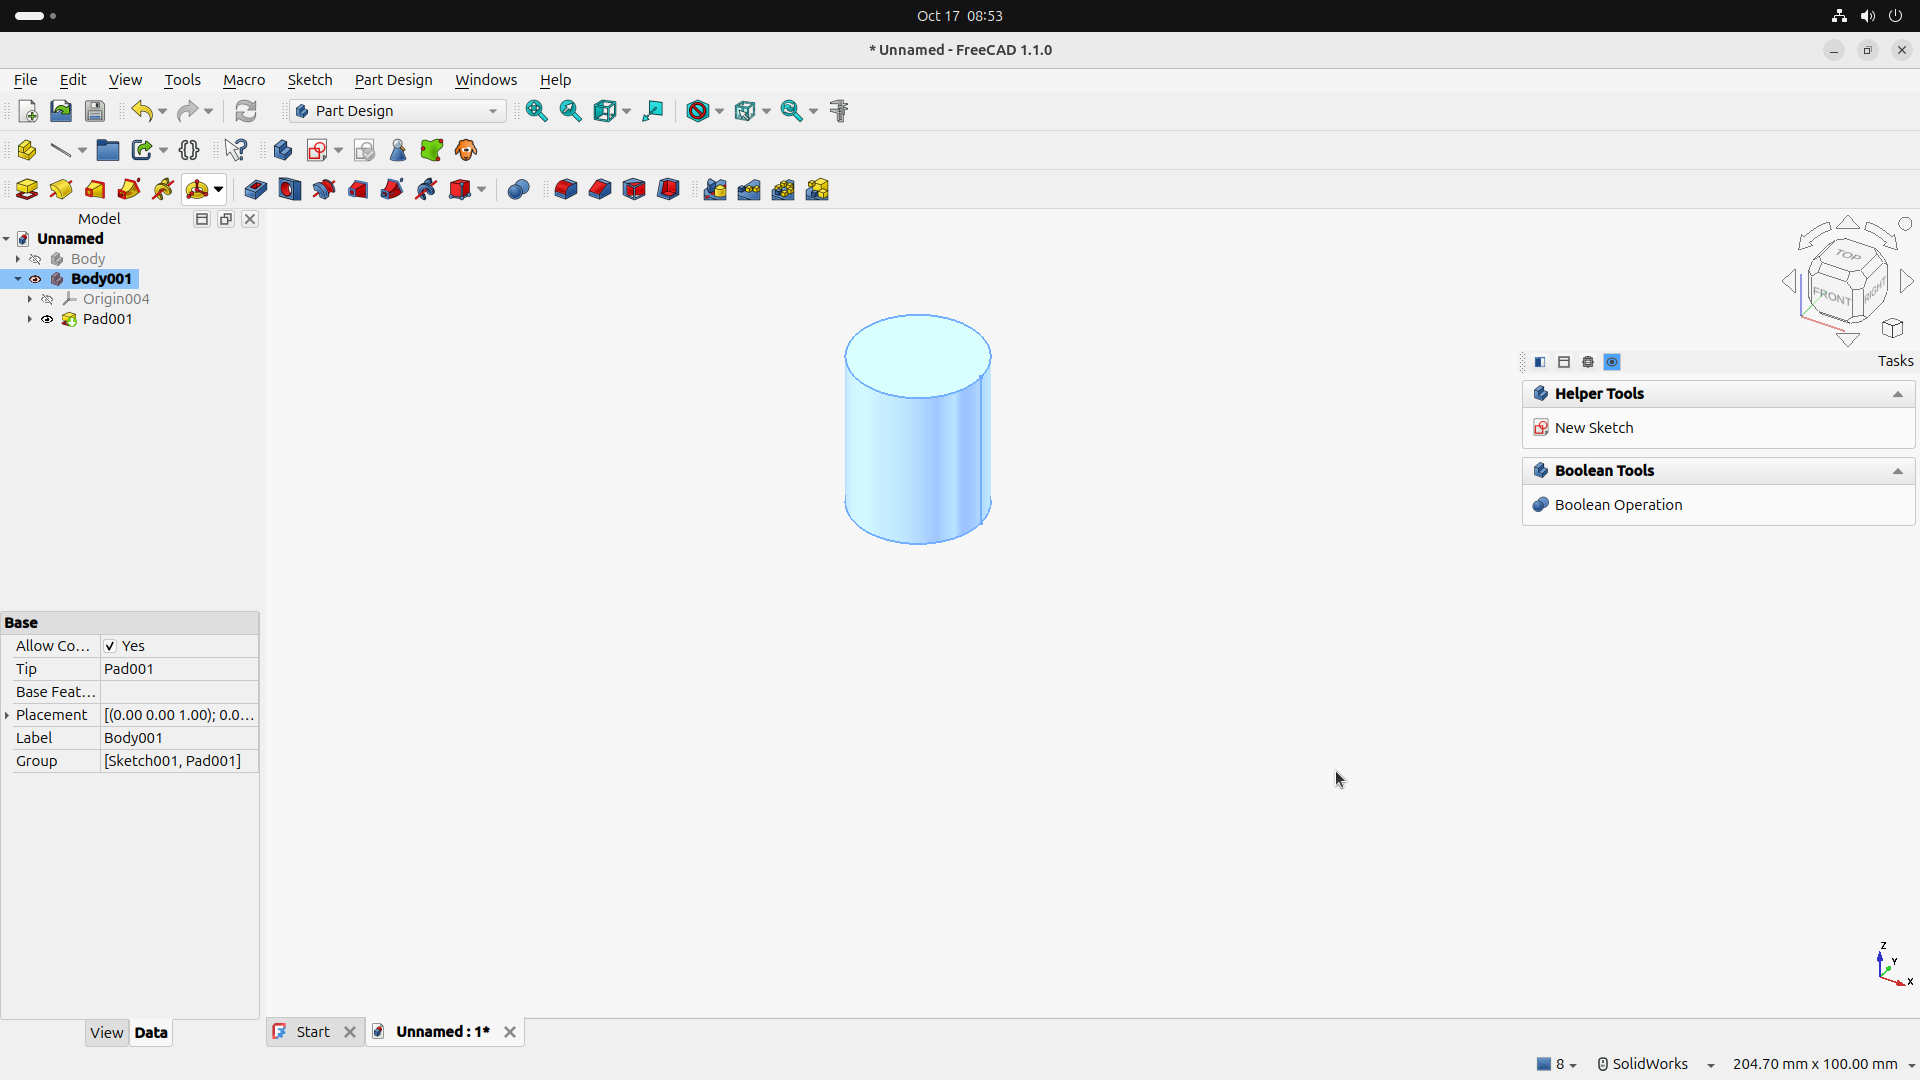 Oct 17  08:53
* Unnamed - FreeCAD 1.1.0
File Edit View Tools Macro Sketch Part Design Windows Help
Part Design
Model
Unnamed
Body
Body001
Origin004
Pad001
TOP
FRONT
RIGHT
Tasks
Helper Tools
New Sketch
Boolean Tools
Boolean Operation
Base
Allow Co... Yes
Tip Pad001
Base Feat...
Placement [(0.00 0.00 1.00); 0.0...
Label Body001
Group [Sketch001, Pad001]
Z
Y
X
View Data
Start
Unnamed : 1*
8 SolidWorks 204.70 mm x 100.00 mm